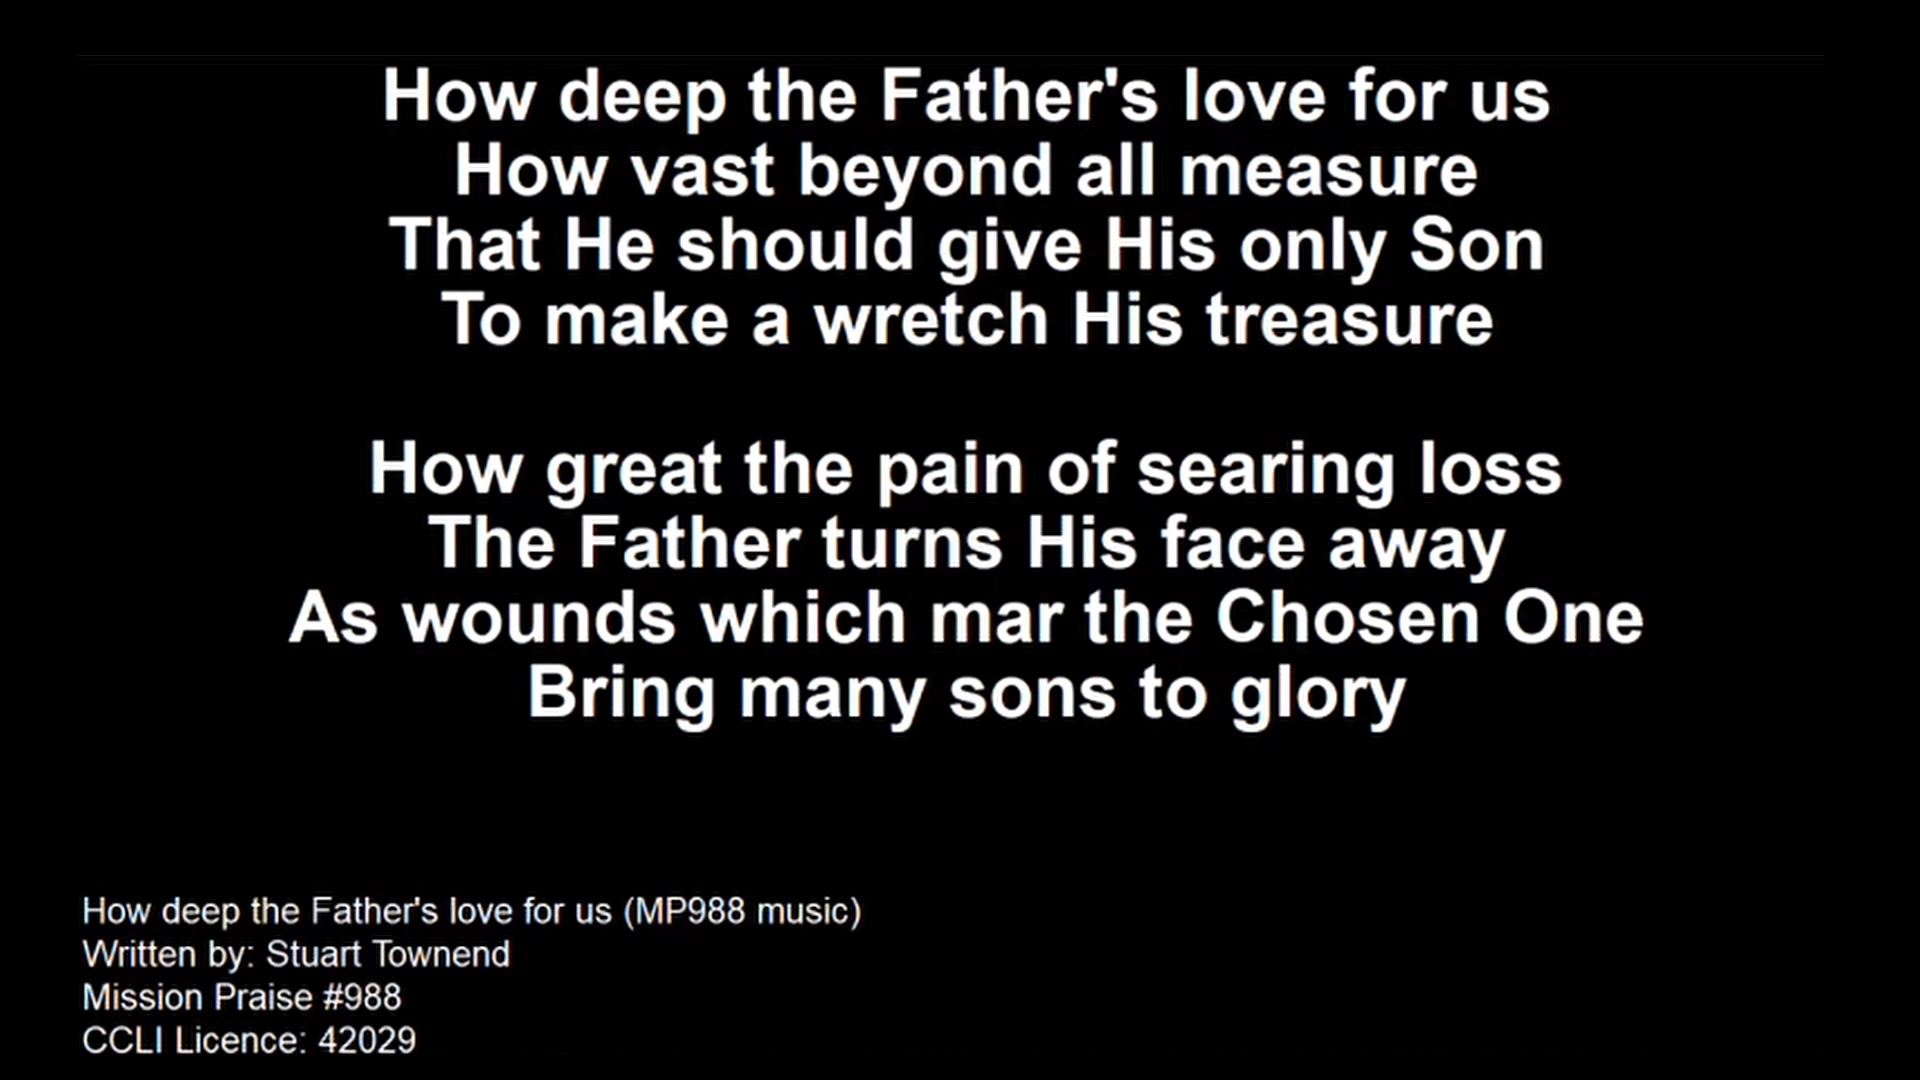 How deep the Father's love for us
How vast beyond all measure
That He should give His only Son
To make a wretch His treasure
How great the pain of searing loss
The Father turns His face away
As wounds which mar the Chosen One
Bring many sons to glory
How deep the Father's love for us (MP988 music)
Written by: Stuart Townend
Mission Praise #988
CCLI Licence: 42029